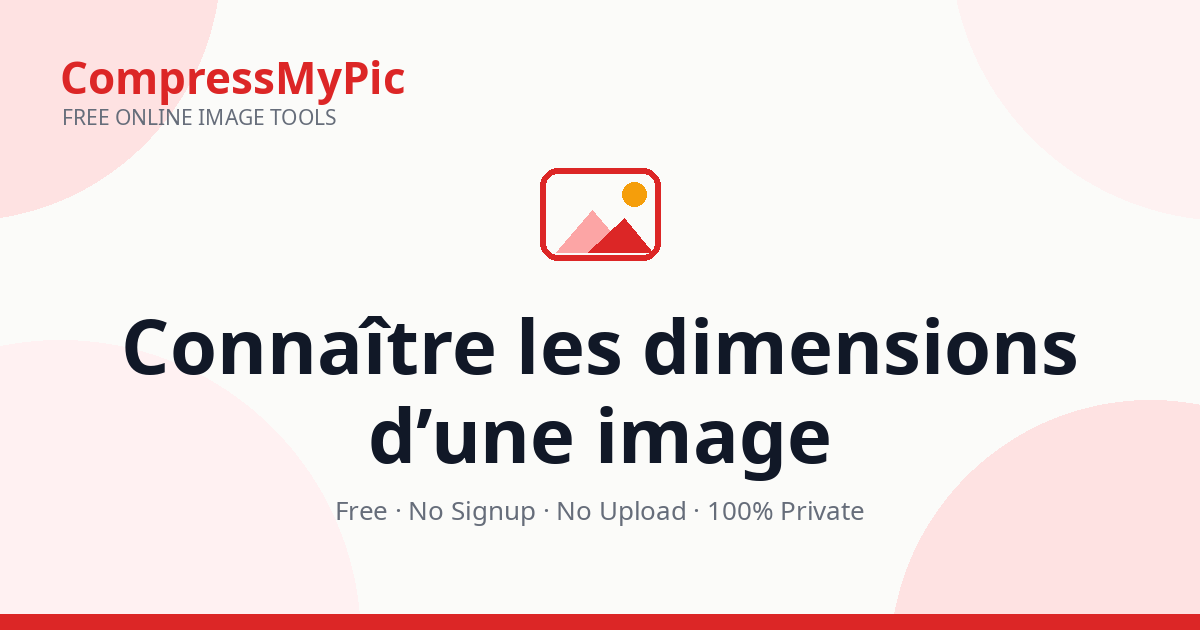 CompressMyPic
FREE ONLINE IMAGE TOOLS
Connaître les dimensions
d’une image
Free · No Signup · No Upload · 100% Private